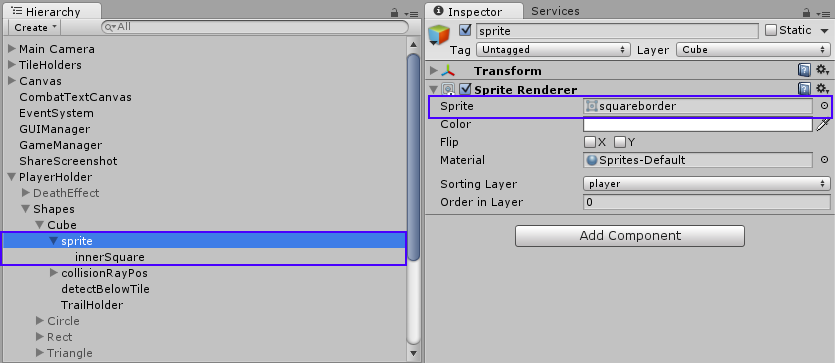 Hierarchy
Create
All
Main Camera
TileHolders
Canvas
CombatTextCanvas
EventSystem
GUIManager
GameManager
ShareScreenshot
PlayerHolder
DeathEffect
Shapes
Cube
sprite
innerSquare
collisionRayPos
detectBelowTile
TrailHolder
Circle
Rect
Triangle
Inspector Services
sprite Static
Tag Untagged Layer Cube
Transform
Sprite Renderer
Sprite squareborder
Color
Flip X Y
Material Sprites-Default
Sorting Layer player
Order in Layer 0
Add Component